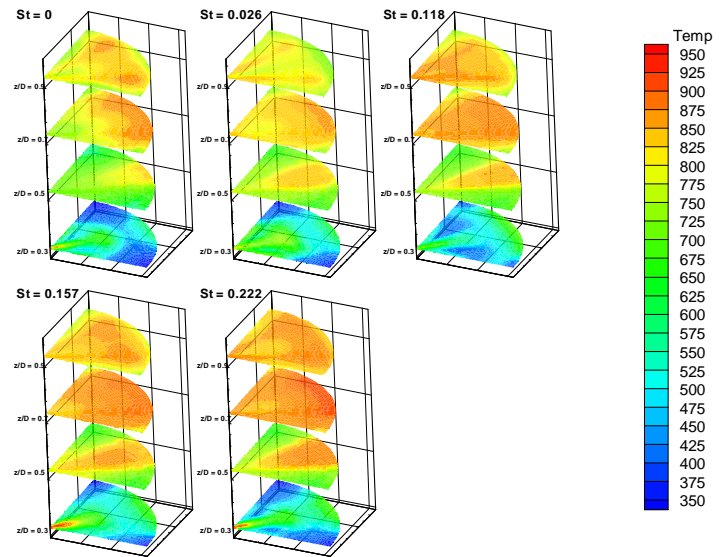 St = 0
z/D = 0.9
z/D = 0.7
z/D = 0.5
z/D = 0.3
St = 0.026
z/D = 0.9
z/D = 0.7
z/D = 0.5
z/D = 0.3
St = 0.118
z/D = 0.9
z/D = 0.7
z/D = 0.5
z/D = 0.3
St = 0.157
z/D = 0.9
z/D = 0.7
z/D = 0.5
z/D = 0.3
St = 0.222
z/D = 0.9
z/D = 0.7
z/D = 0.5
z/D = 0.3
Temp
950
925
900
875
850
825
800
775
750
725
700
675
650
625
600
575
550
525
500
475
450
425
400
375
350